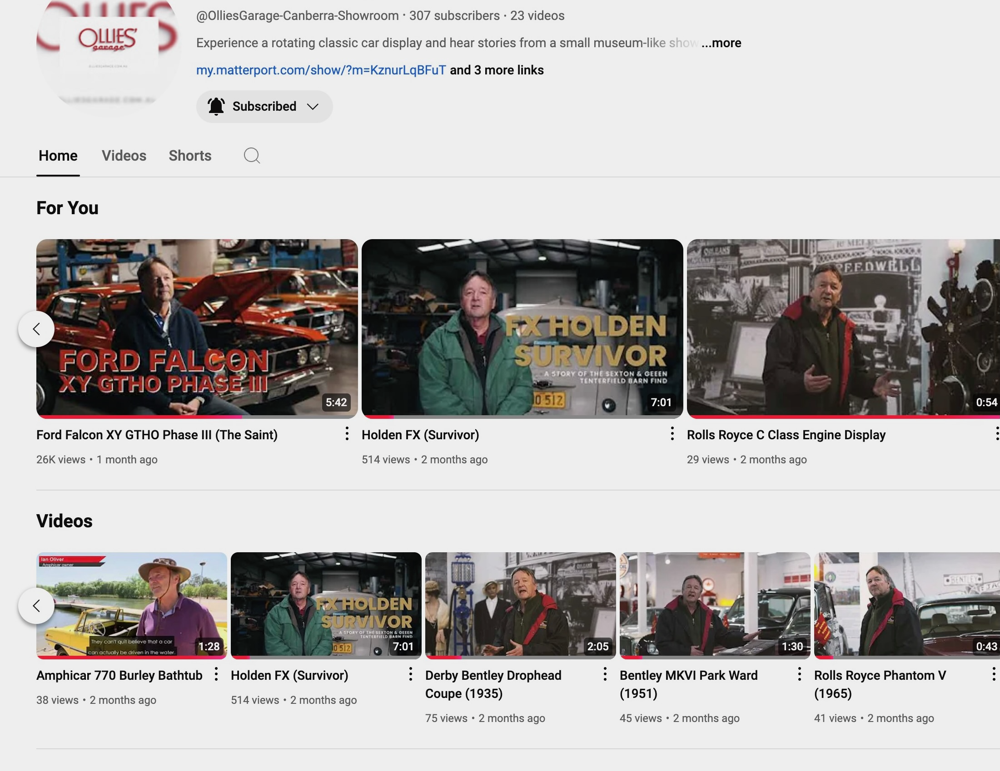 OLLIES
OLLIES'
garage
OLLIESGARAGE.COM.AU
OLLIESGARAGE.COM.AU
@OlliesGarage-Canberra-Showroom • 307 subscribers • 23 videos
Experience a rotating classic car display and hear stories from a small museum-like show ...more
my.matterport.com/show/?m=KznurLqBFuT and 3 more links
Subscribed
Home Videos Shorts
For You
FORD FALCON
XY GTHO PHASE III
5:42
FX HOLDEN
SURVIVOR
A STORY OF THE SEXTON & GEEEN
TENTERFIELD BARN FIND
7:01
ORLEANS
SPEEDWELL
0:54
Ford Falcon XY GTHO Phase III (The Saint)
26K views • 1 month ago
Holden FX (Survivor)
514 views • 2 months ago
Rolls Royce C Class Engine Display
29 views • 2 months ago
Videos
Ian Oliver
Amphicar owner
They can't quit believe that a car
can actually be driven in the water.
1:28
FX HOLDEN
SURVIVOR
A STORY OF THE SEXTON & GEEEN
TENTERFIELD BARN FIND
7:01
2:05
OIL
1:30
BENTLEY
0:43
Amphicar 770 Burley Bathtub
38 views • 2 months ago
Holden FX (Survivor)
514 views • 2 months ago
Derby Bentley Drophead
Coupe (1935)
75 views • 2 months ago
Bentley MKVI Park Ward
(1951)
45 views • 2 months ago
Rolls Royce Phantom V
(1965)
41 views • 2 months ago